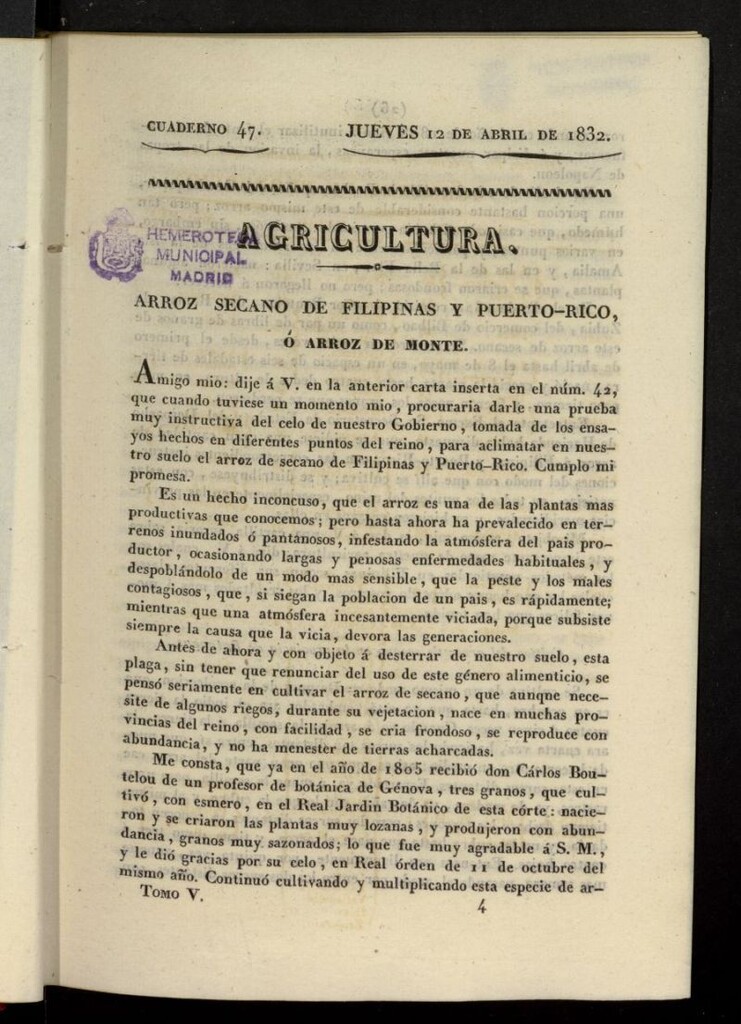 CUADERNO 47. JUEVES 12 DE ABRIL DE 1832.
HEMEROTE
MUNICIPAL
MADRID
AGRICULTURA.
ARROZ SECANO DE FILIPINAS Y PUERTO-RICO,
Ó ARROZ DE MONTE.
Amigo mio: dije á V. en la anterior carta inserta en el núm. 42,
que cuando tuviese un momento mio, procuraria darle una prueba
muy instructiva del celo de nuestro Gobierno, tomada de los ensa-
yos hechos en diferentes puntos del reino, para aclimatar en nues-
tro suelo el arroz de secano de Filipinas y Puerto-Rico. Cumplo mi
promesa.
Es un hecho inconcuso, que el arroz es una de las plantas mas
productivas que conocemos; pero hasta ahora ha prevalecido en ter-
renos inundados ó pantanosos, infestando la atmósfera del pais pro-
ductor, ocasionando largas y penosas enfermedades habituales, y
despoblándolo de un modo mas sensible, que la peste y los males
contagiosos, que, si siegan la poblacion de un pais, es rápidamente;
mientras que una atmósfera incesantemente viciada, porque subsiste
siempre la causa que la vicia, devora las generaciones.
Antes de ahora y con objeto á desterrar de nuestro suelo, esta
plaga, sin tener que renunciar del uso de este género alimenticio, se
pensó seriamente en cultivar el arroz de secano, que aunqne nece-
site de algunos riegos, durante su vejetacion, nace en muchas pro-
vincias del reino, con facilidad, se cria frondoso, se reproduce con
abundancia, y no ha menester de tierras acharcadas.
Me consta, que ya en el año de 1805 recibió don Cárlos Bou-
telou de un profesor de botánica de Génova, tres granos, que cul-
tivó, con esmero, en el Real Jardin Botánico de esta córte: nacie-
ron y se criaron las plantas muy lozanas, y produjeron con abun-
dancia, granos muy sazonados; lo que fue muy agradable á S. M.,
y le dió gracias por su celo, en Real órden de 11 de octubre del
mismo año. Continuó cultivando y multiplicando esta especie de ar-
TOMO V.
4